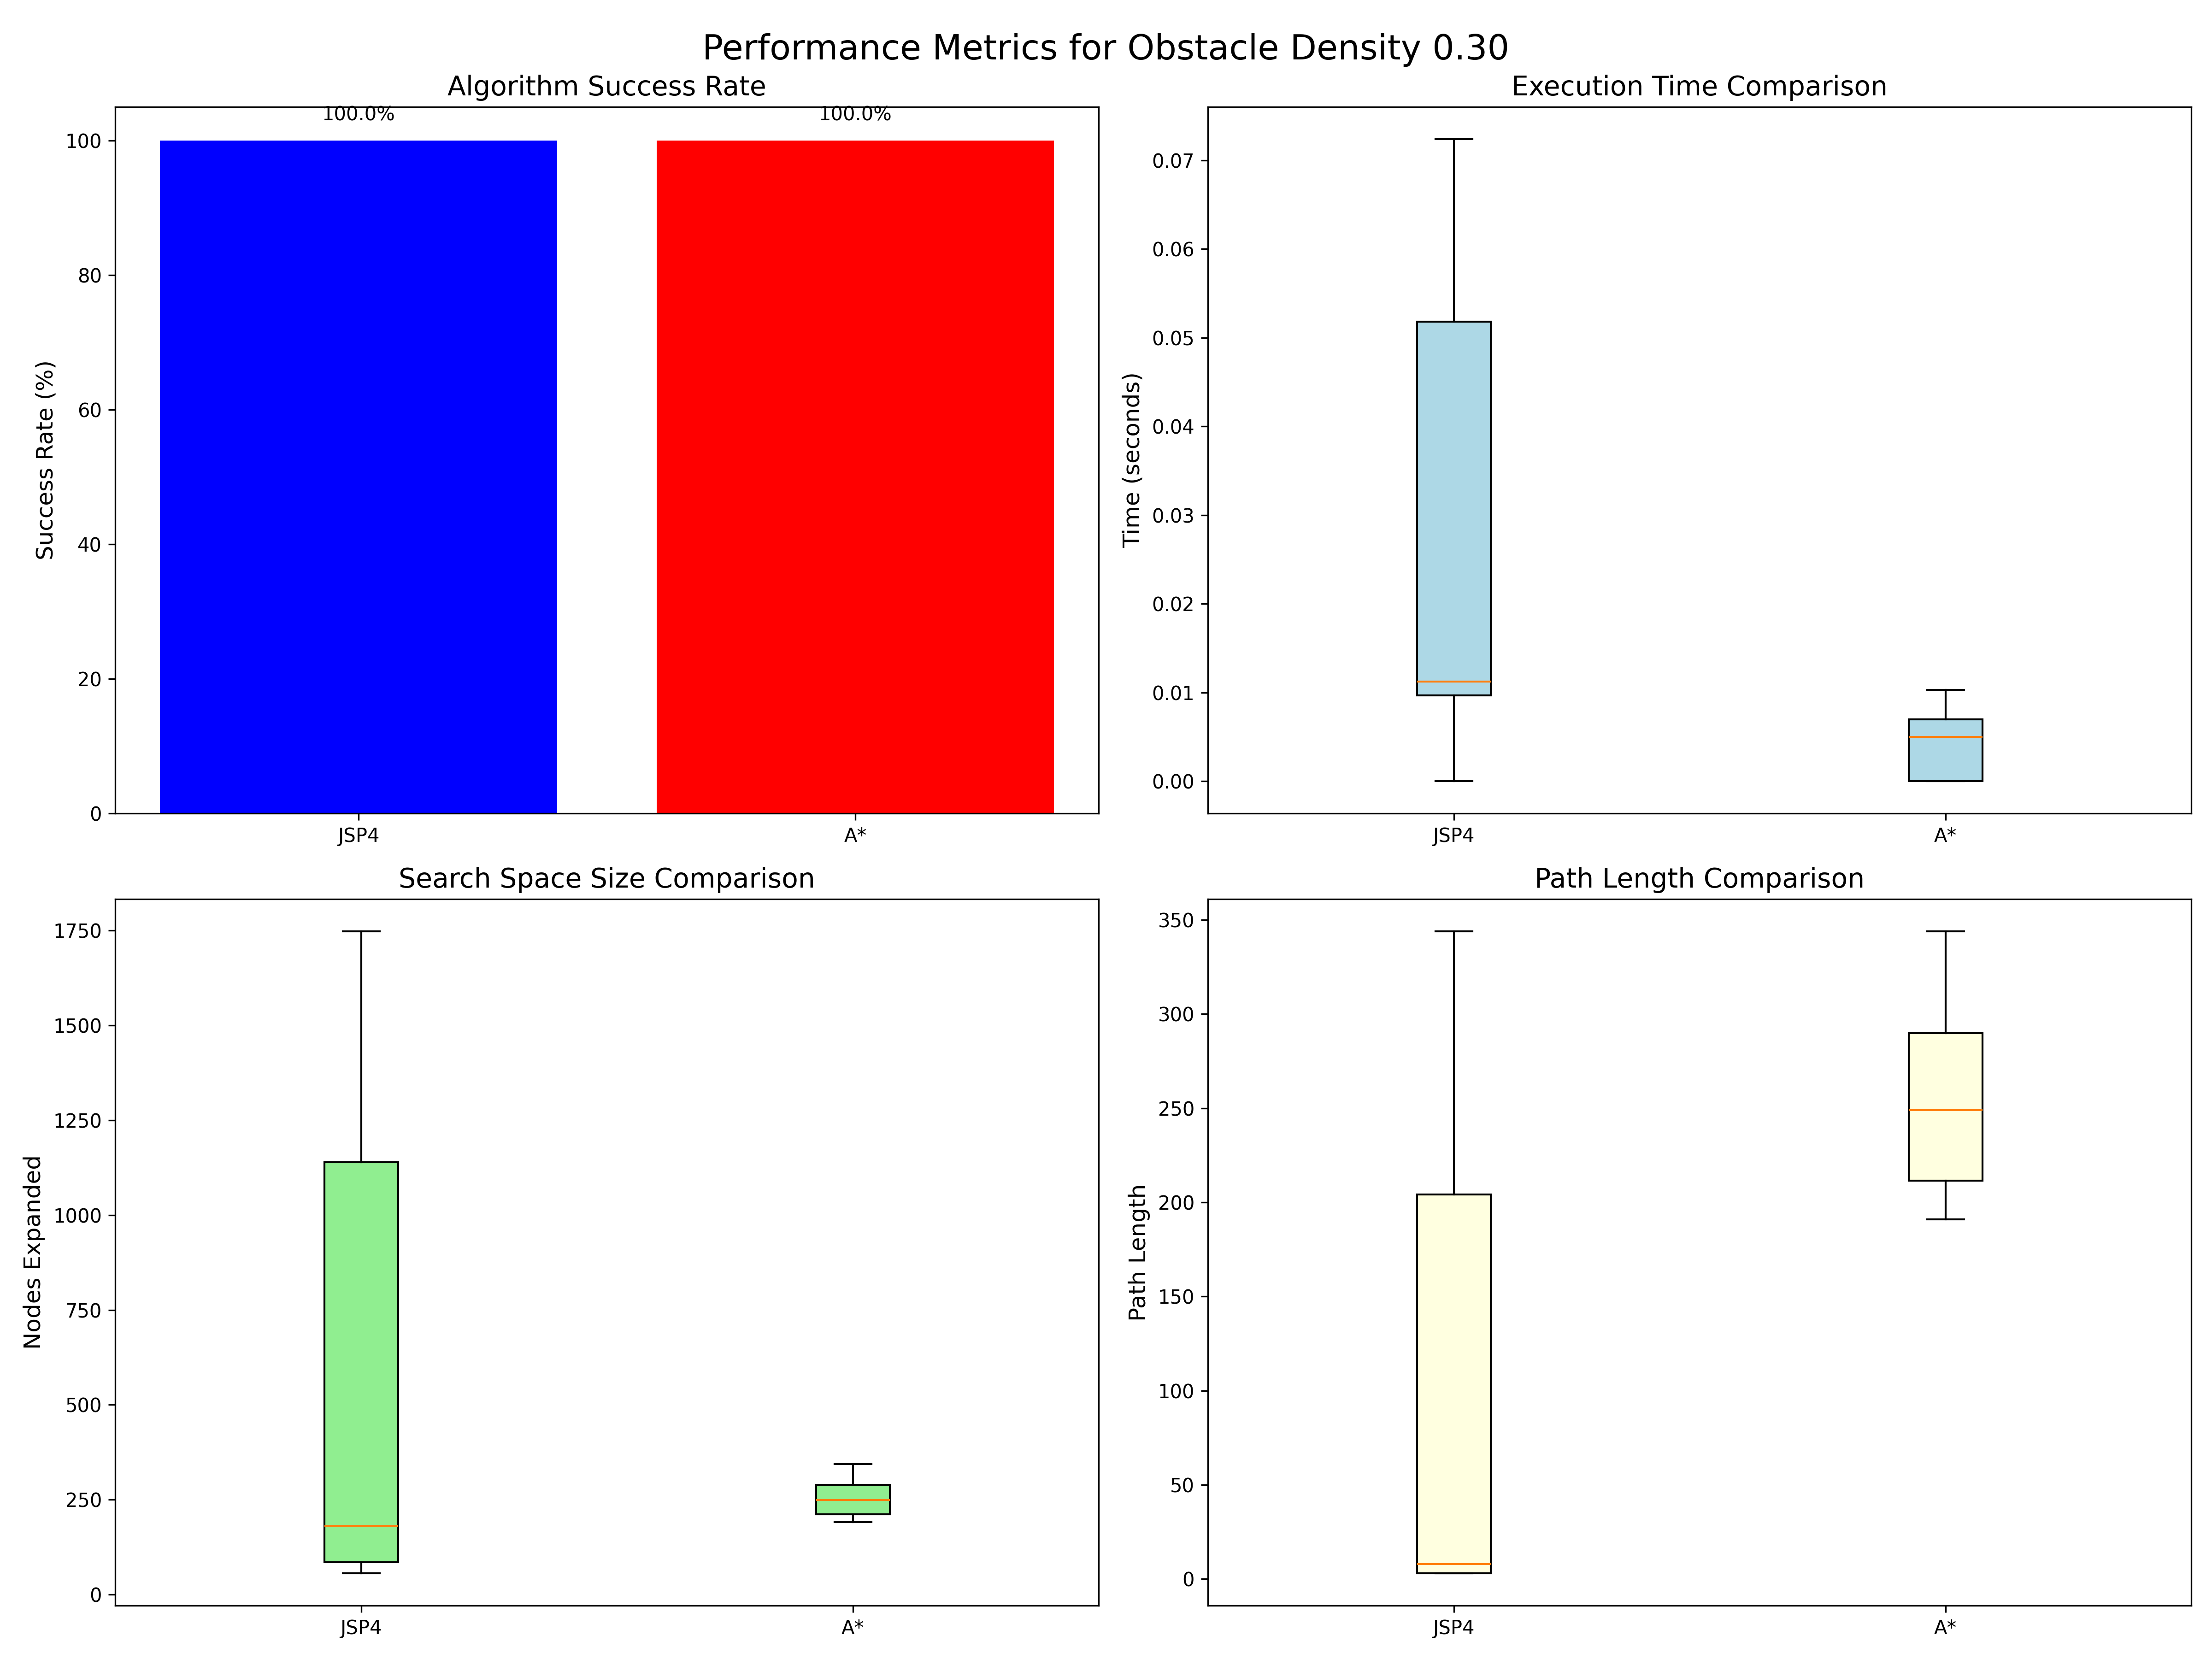 Performance Metrics for Obstacle Density 0.30
Algorithm Success Rate
100.0%
100.0%
100
80
60
40
20
0
Success Rate (%)
JSP4
A*
Execution Time Comparison
0.07
0.06
0.05
0.04
0.03
0.02
0.01
0.00
Time (seconds)
JSP4
A*
Search Space Size Comparison
1750
1500
1250
1000
750
500
250
0
Nodes Expanded
JSP4
A*
Path Length Comparison
350
300
250
200
150
100
50
0
Path Length
JSP4
A*